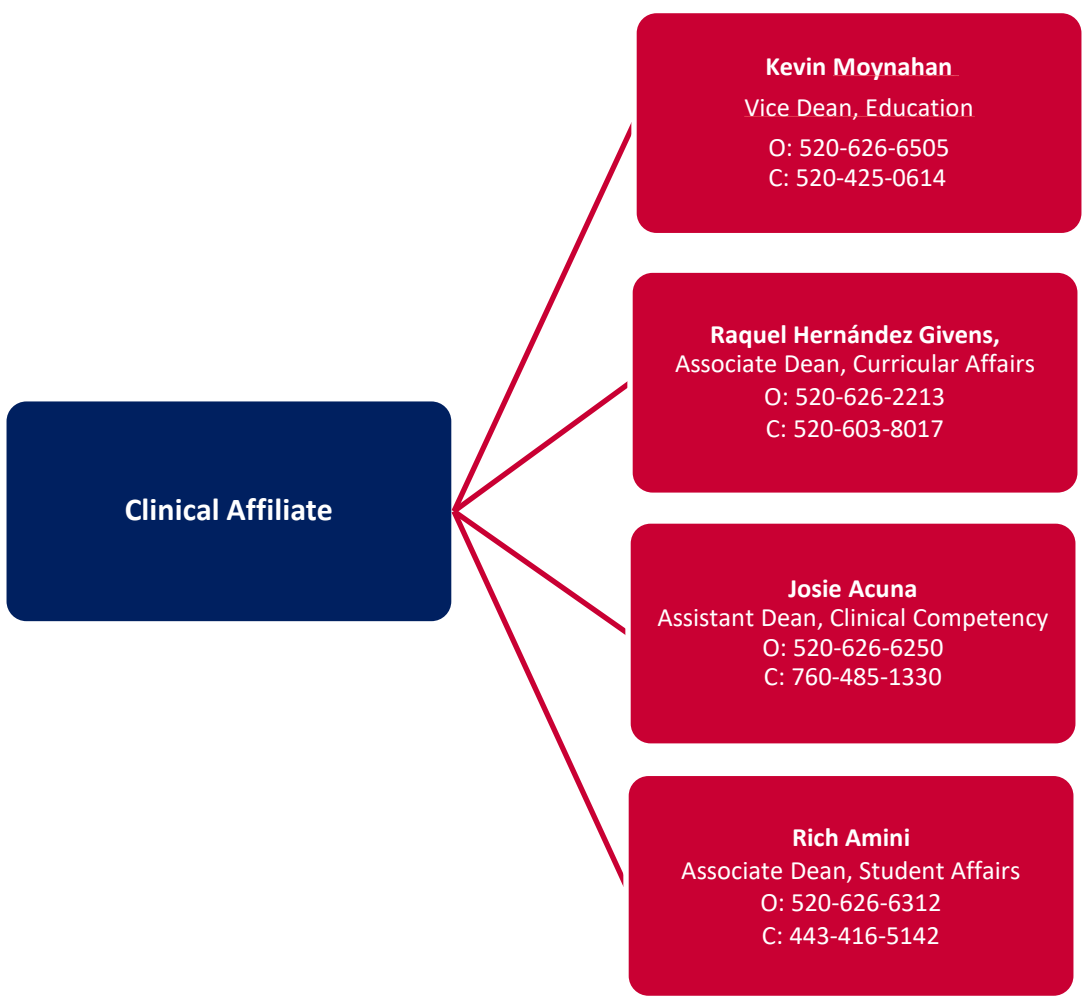 Clinical Affiliate
Kevin Moynahan
Vice Dean, Education
O: 520-626-6505
C: 520-425-0614
Raquel Hernández Givens,
Associate Dean, Curricular Affairs
O: 520-626-2213
C: 520-603-8017
Josie Acuna
Assistant Dean, Clinical Competency
O: 520-626-6250
C: 760-485-1330
Rich Amini
Associate Dean, Student Affairs
O: 520-626-6312
C: 443-416-5142